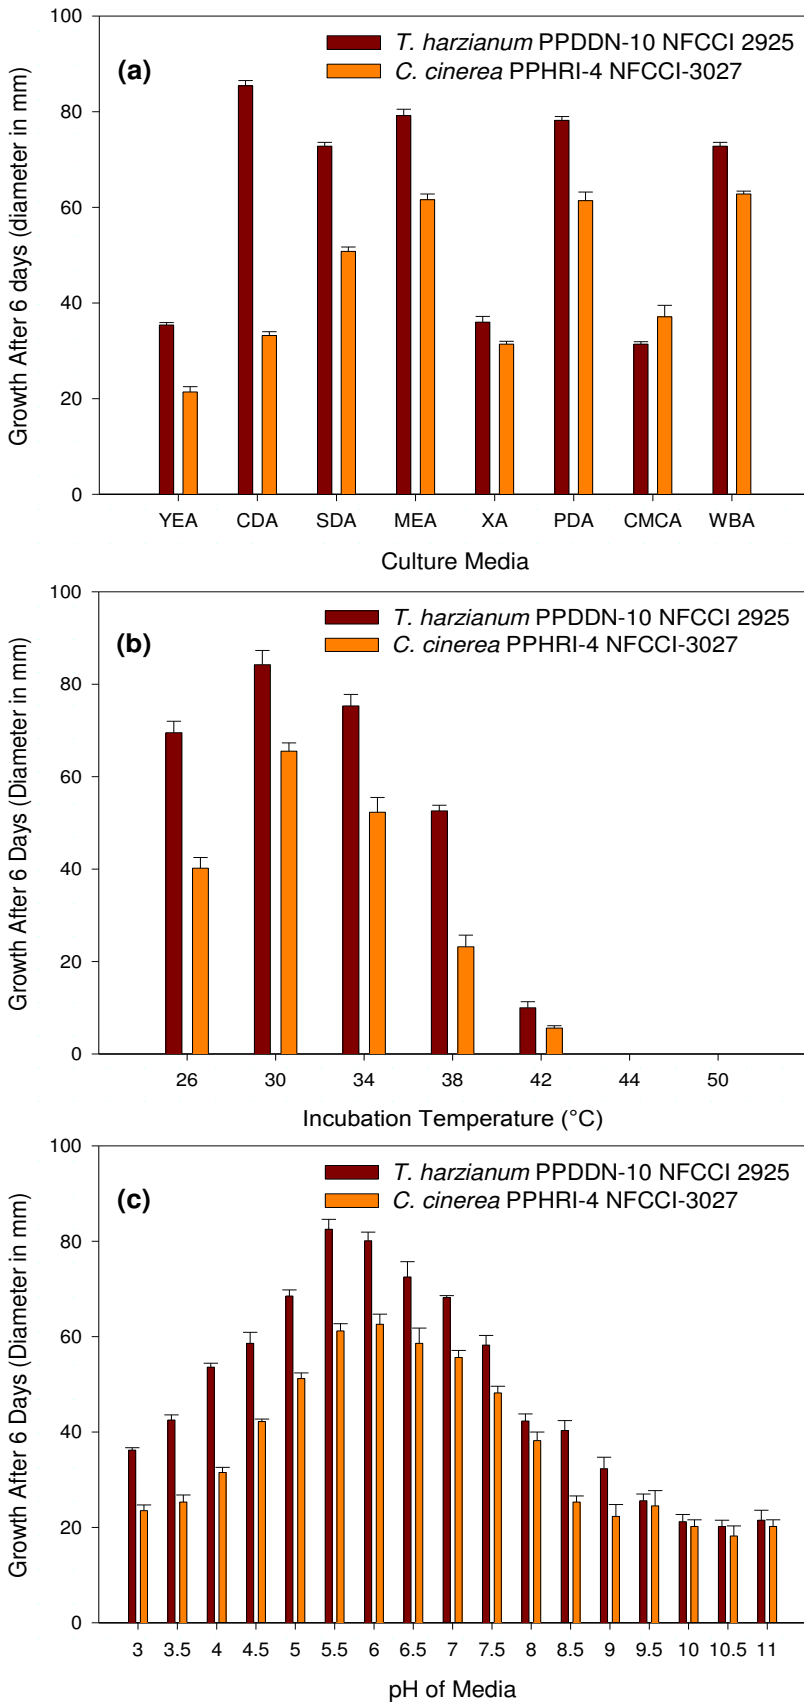 100
80
60
40
20
0
Growth After 6 days (diameter in mm)
(a)
T. harzianum PPDDN-10 NFCCI 2925
C. cinerea PPHRI-4 NFCCI-3027
YEA CDA SDA MEA XA PDA CMCA WBA
Culture Media
100
80
60
40
20
0
Growth After 6 Days (Diameter in mm)
(b)
T. harzianum PPDDN-10 NFCCI 2925
C. cinerea PPHRI-4 NFCCI-3027
26 30 34 38 42 44 50
Incubation Temperature (°C)
100
80
60
40
20
0
Growth After 6 Days (Diameter in mm)
(c)
T. harzianum PPDDN-10 NFCCI 2925
C. cinerea PPHRI-4 NFCCI-3027
3 3.5 4 4.5 5 5.5 6 6.5 7 7.5 8 8.5 9 9.5 10 10.5 11
pH of Media